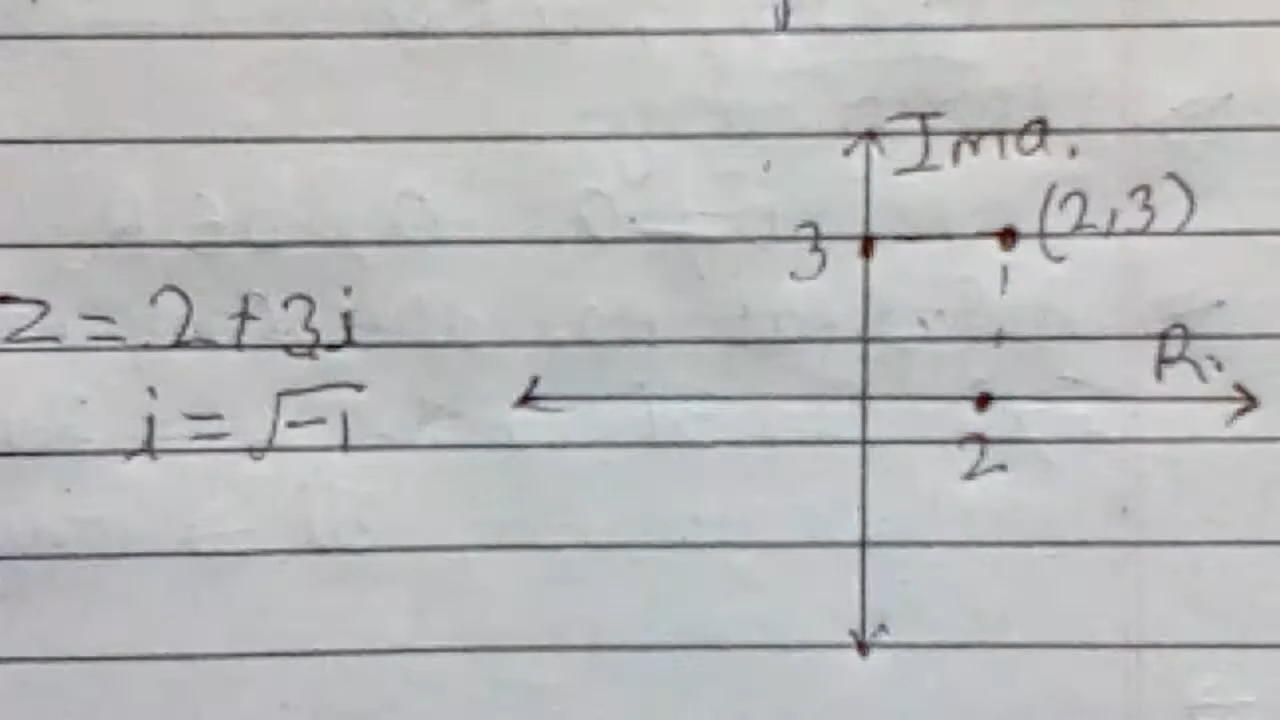 Ima.
(2,3)
3
z = 2+3i
R.
i = √-1
2